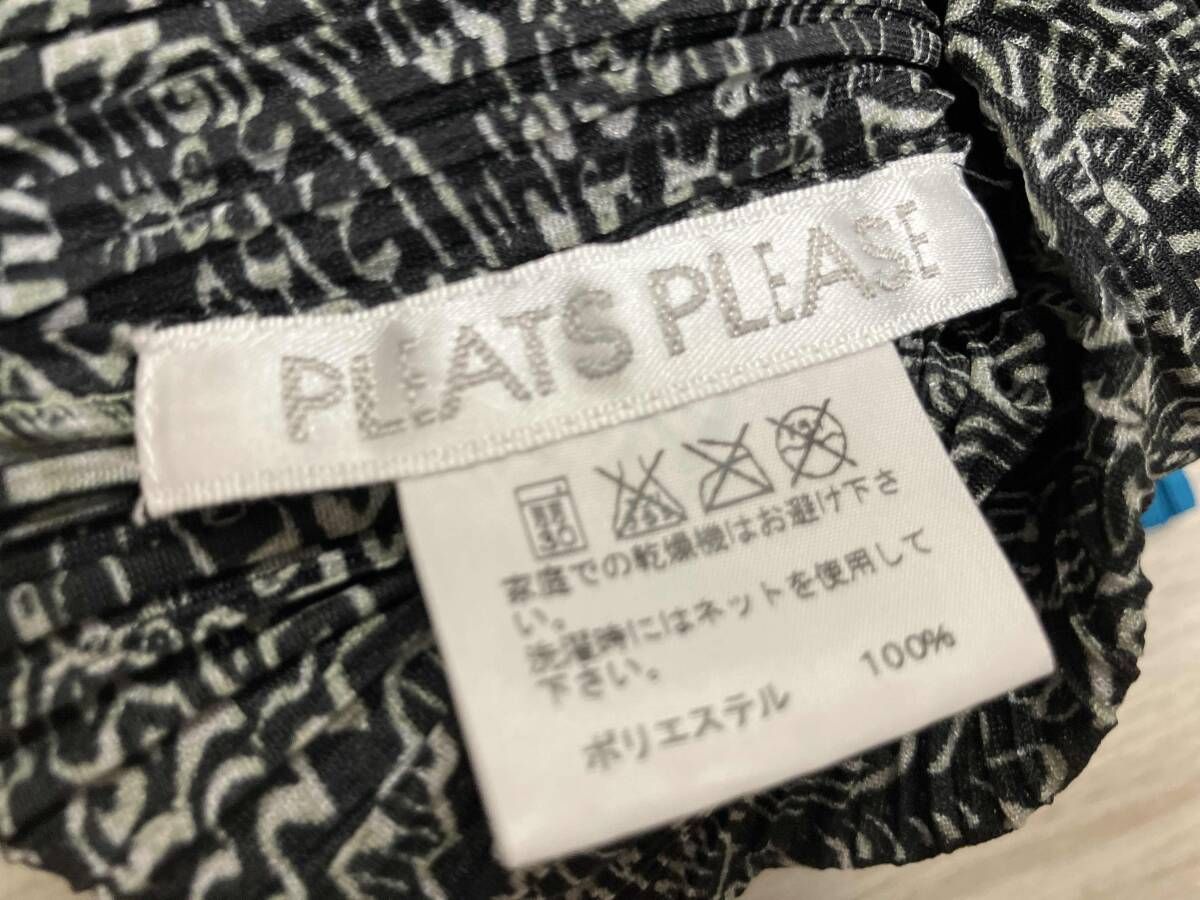 PLEATS PLEASE
家庭での乾燥機はお避け下さ
い。
洗濯時にはネットを使用して
下さい。
ポリエステル 100%